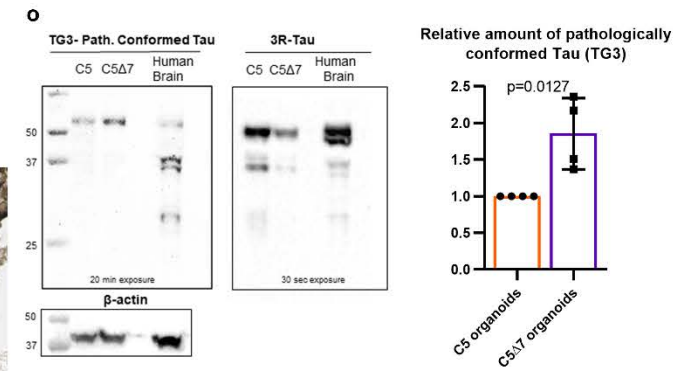 O
TG3- Path. Conformed Tau
C5 C5Δ7 Human Brain
50
37
25
20 min exposure
3R-Tau
C5 C5Δ7 Human Brain
30 sec exposure
β-actin
50
37
Relative amount of pathologically
conformed Tau (TG3)
p=0.0127
2.5
2.0
1.5
1.0
0.5
0.0
C5 organoids
C5Δ7 organoids